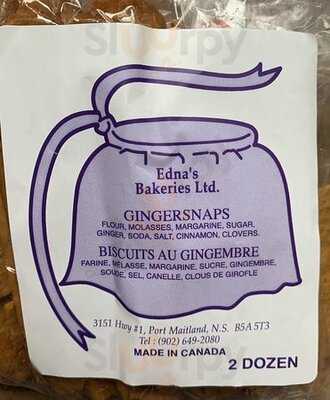 Edna's
Bakeries Ltd.
GINGERSNAPS
FLOUR, MOLASSES, MARGARINE, SUGAR,
GINGER, SODA, SALT, CINNAMON, CLOVERS.
BISCUITS AU GINGEMBRE
FARINE, MELASSE, MARGARINE, SUCRE, GINGEMBRE,
SOUDE, SEL, CANELLE, CLOUS DE GIROFLE
3151 Hwy #1, Port Maitland, N.S. B5A 5T3
Tel : (902) 649-2080
MADE IN CANADA
2 DOZEN